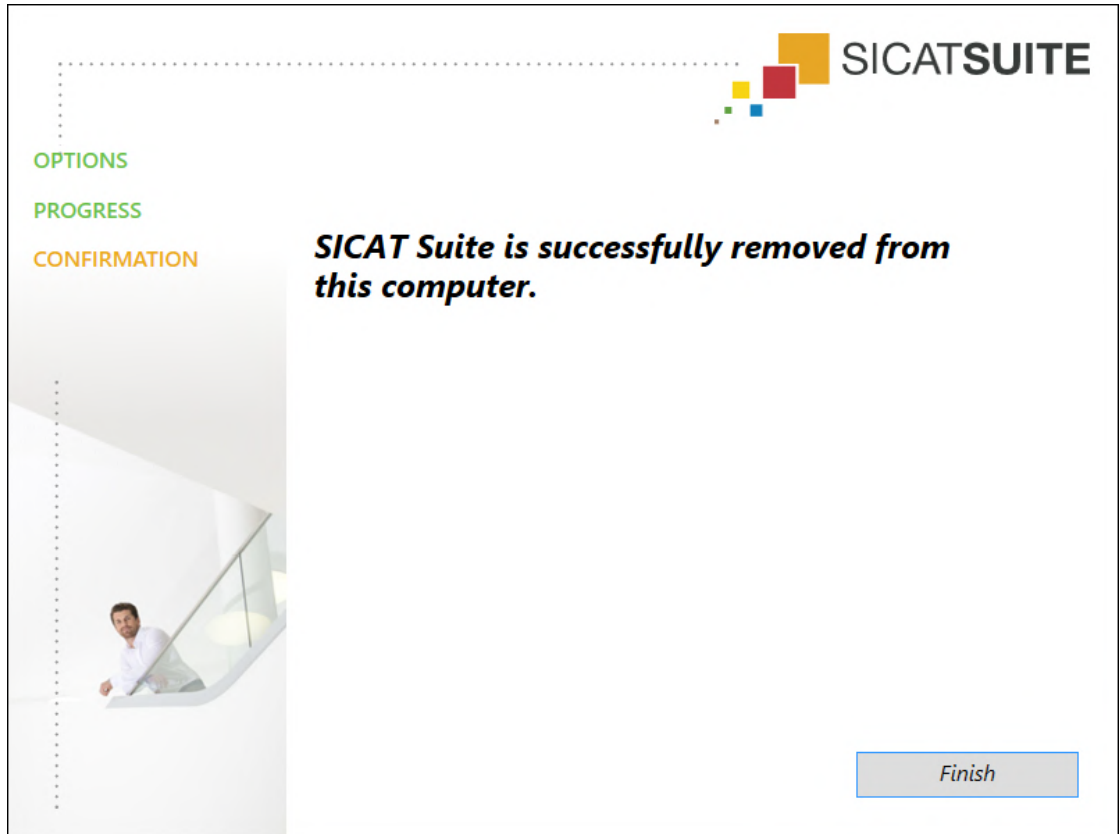 SICATSUITE
OPTIONS
PROGRESS
CONFIRMATION
SICAT Suite is successfully removed from
this computer.
Finish